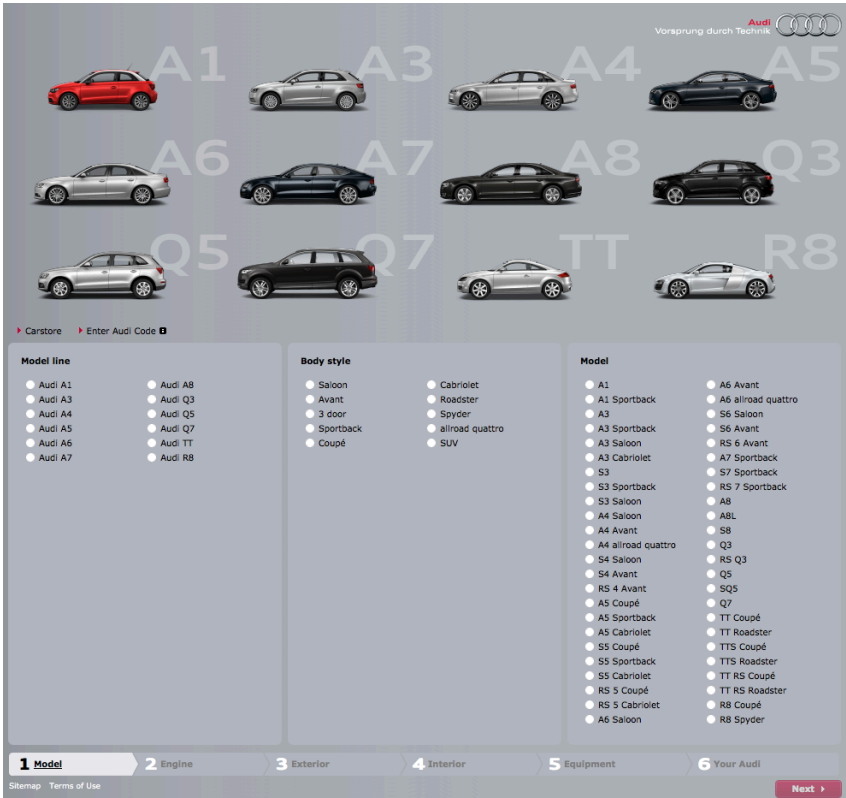 Audi
Vorsprung durch Technik
A1
A3
A4
A5
A6
A7
A8
Q3
Q5
Q7
TT
R8
Carstore
Enter Audi Code i
Model line
Audi A1
Audi A3
Audi A4
Audi A5
Audi A6
Audi A7
Audi A8
Audi Q3
Audi Q5
Audi Q7
Audi TT
Audi R8
Body style
Saloon
Avant
3 door
Sportback
Coupé
Cabriolet
Roadster
Spyder
allroad quattro
SUV
Model
A1
A1 Sportback
A3
A3 Sportback
A3 Saloon
A3 Cabriolet
S3
S3 Sportback
S3 Saloon
A4 Saloon
A4 Avant
A4 allroad quattro
S4 Saloon
S4 Avant
RS 4 Avant
A5 Coupé
A5 Sportback
A5 Cabriolet
S5 Coupé
S5 Sportback
S5 Cabriolet
RS 5 Coupé
RS 5 Cabriolet
A6 Saloon
A6 Avant
A6 allroad quattro
S6 Saloon
S6 Avant
RS 6 Avant
A7 Sportback
S7 Sportback
RS 7 Sportback
A8
A8L
S8
Q3
RS Q3
Q5
SQ5
Q7
TT Coupé
TT Roadster
TTS Coupé
TTS Roadster
TT RS Coupé
TT RS Roadster
R8 Coupé
R8 Spyder
1 Model
2 Engine
3 Exterior
4 Interior
5 Equipment
6 Your Audi
Sitemap
Terms of Use
Next